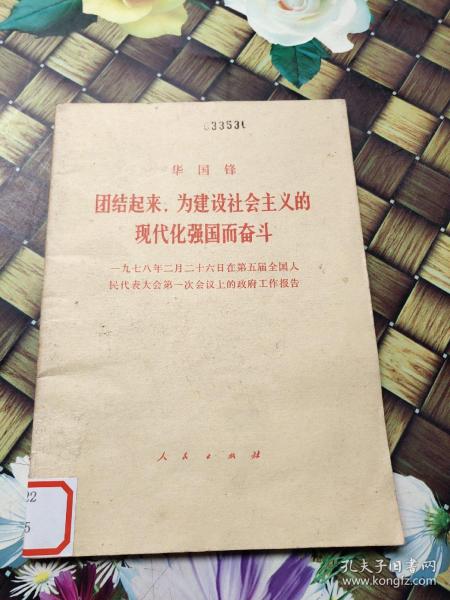 033531
华国锋
团结起来，为建设社会主义的
现代化强国而奋斗
一九七八年二月二十六日在第五届全国人
民代表大会第一次会议上的政府工作报告
人民出版社
22
5
孔夫子旧书网
www.kongfz.com